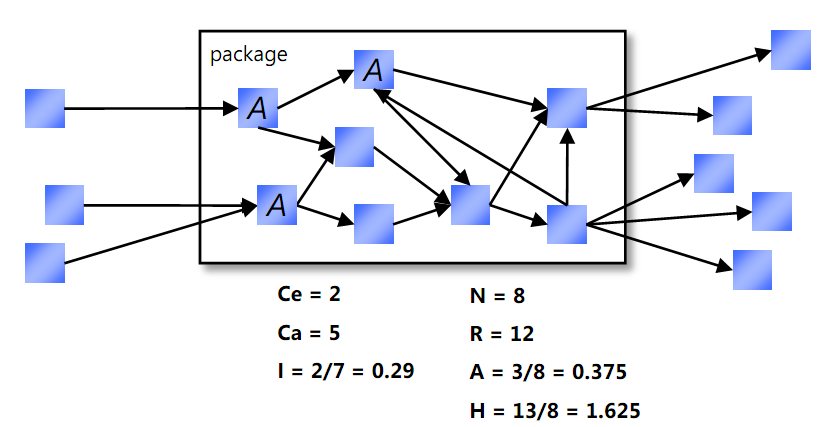 package
A
A
A
Ce = 2
Ca = 5
I = 2/7 = 0.29
N = 8
R = 12
A = 3/8 = 0.375
H = 13/8 = 1.625